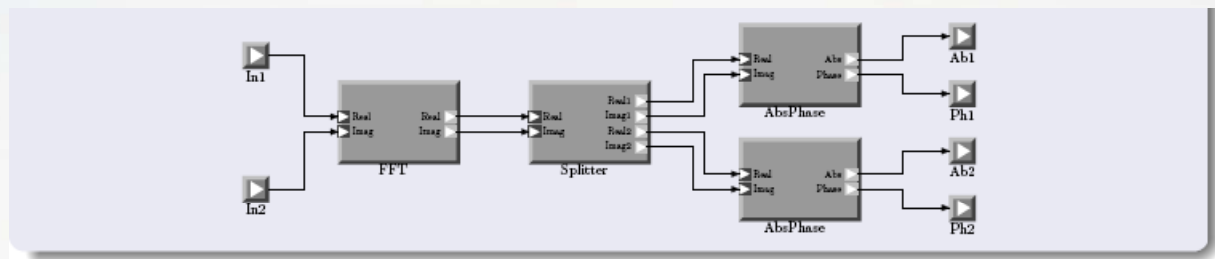 In1
In2
Real
Imag
Real
Imag
FFT
Real
Imag
Real1
Imag1
Real2
Imag2
Splitter
Real
Imag
Abs
Phase
AbsPhase
Real
Imag
Abs
Phase
AbsPhase
Ab1
Ph1
Ab2
Ph2